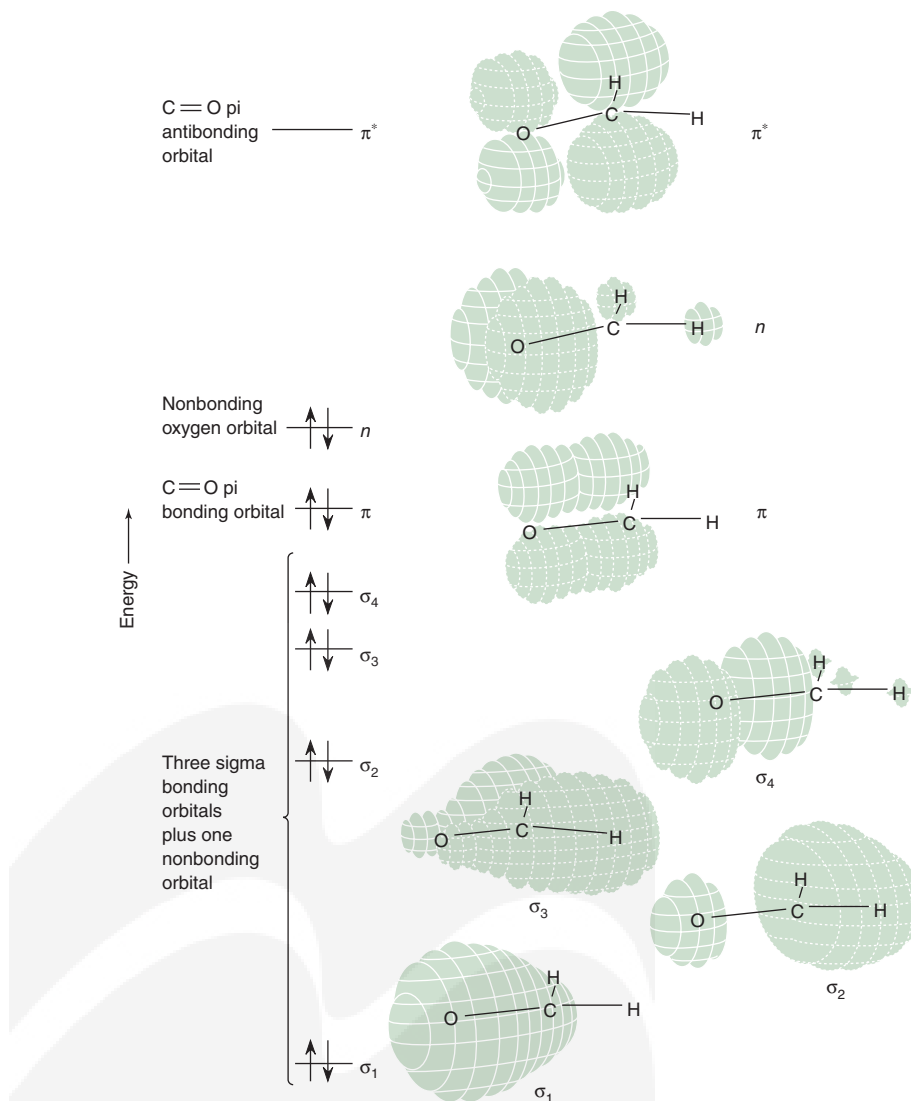 C=O pi
antibonding
orbital
π*
H
C
H
O
π*
H
C
H
O
n
Nonbonding
oxygen orbital
n
C=O pi
bonding orbital
π
H
O
C
H
π
Energy
σ4
σ3
H
O
C
H
σ4
Three sigma
bonding
orbitals
plus one
nonbonding
orbital
σ2
H
O
C
H
σ3
H
O
C
H
σ2
H
O
C
H
σ1
σ1